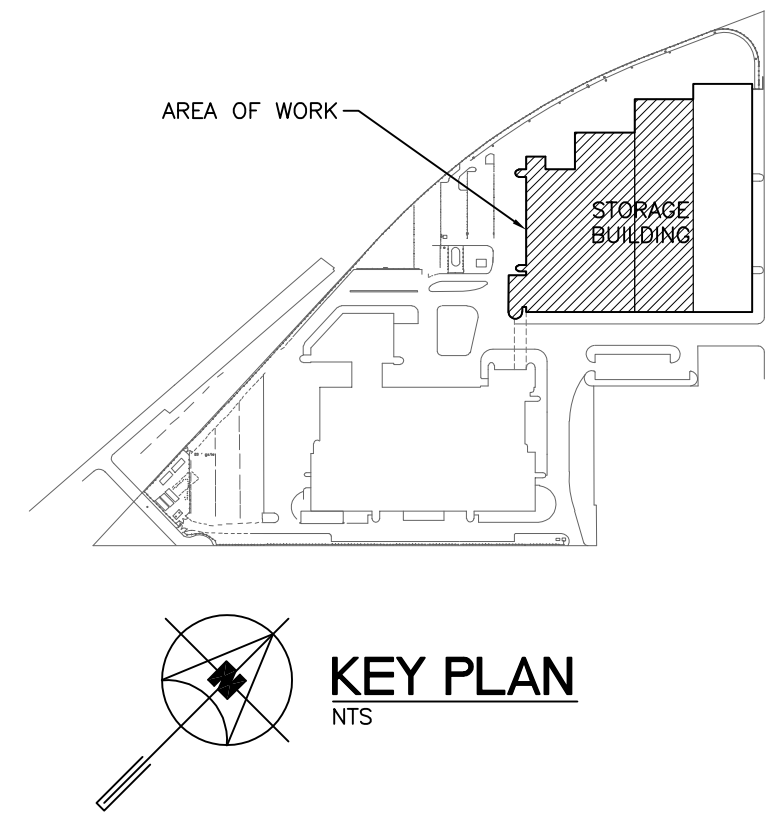 AREA OF WORK
STORAGE
BUILDING
N
KEY PLAN
NTS